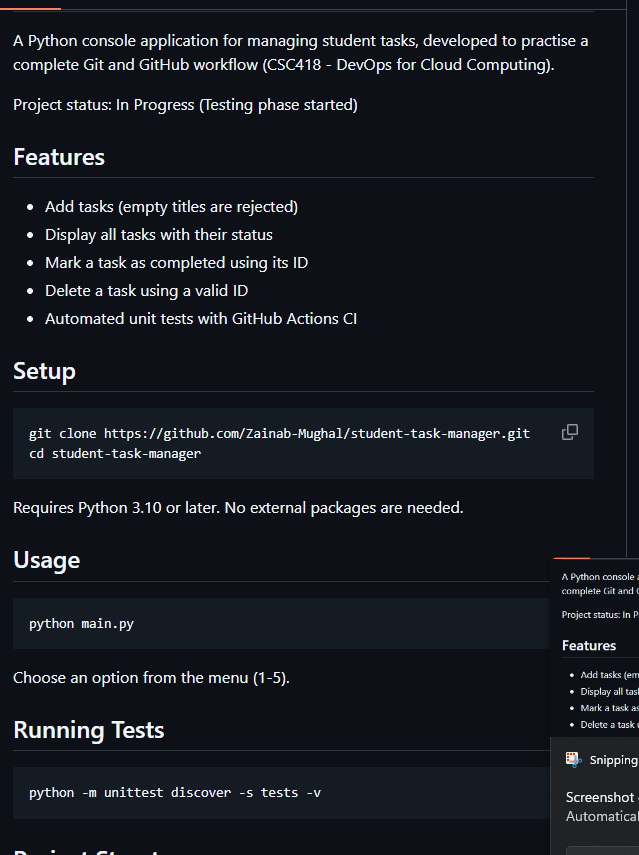 A Python console application for managing student tasks, developed to practise a
complete Git and GitHub workflow (CSC418 - DevOps for Cloud Computing).
Project status: In Progress (Testing phase started)
Features
Add tasks (empty titles are rejected)
Display all tasks with their status
Mark a task as completed using its ID
Delete a task using a valid ID
Automated unit tests with GitHub Actions CI
Setup
git clone https://github.com/Zainab-Mughal/student-task-manager.git
cd student-task-manager
Requires Python 3.10 or later. No external packages are needed.
Usage
python main.py
Choose an option from the menu (1-5).
Running Tests
python -m unittest discover -s tests -v
A Python console
complete Git and
Project status: In
Features
Add tasks
Display all
Mark a task
Delete a task
Snipping
Screenshot